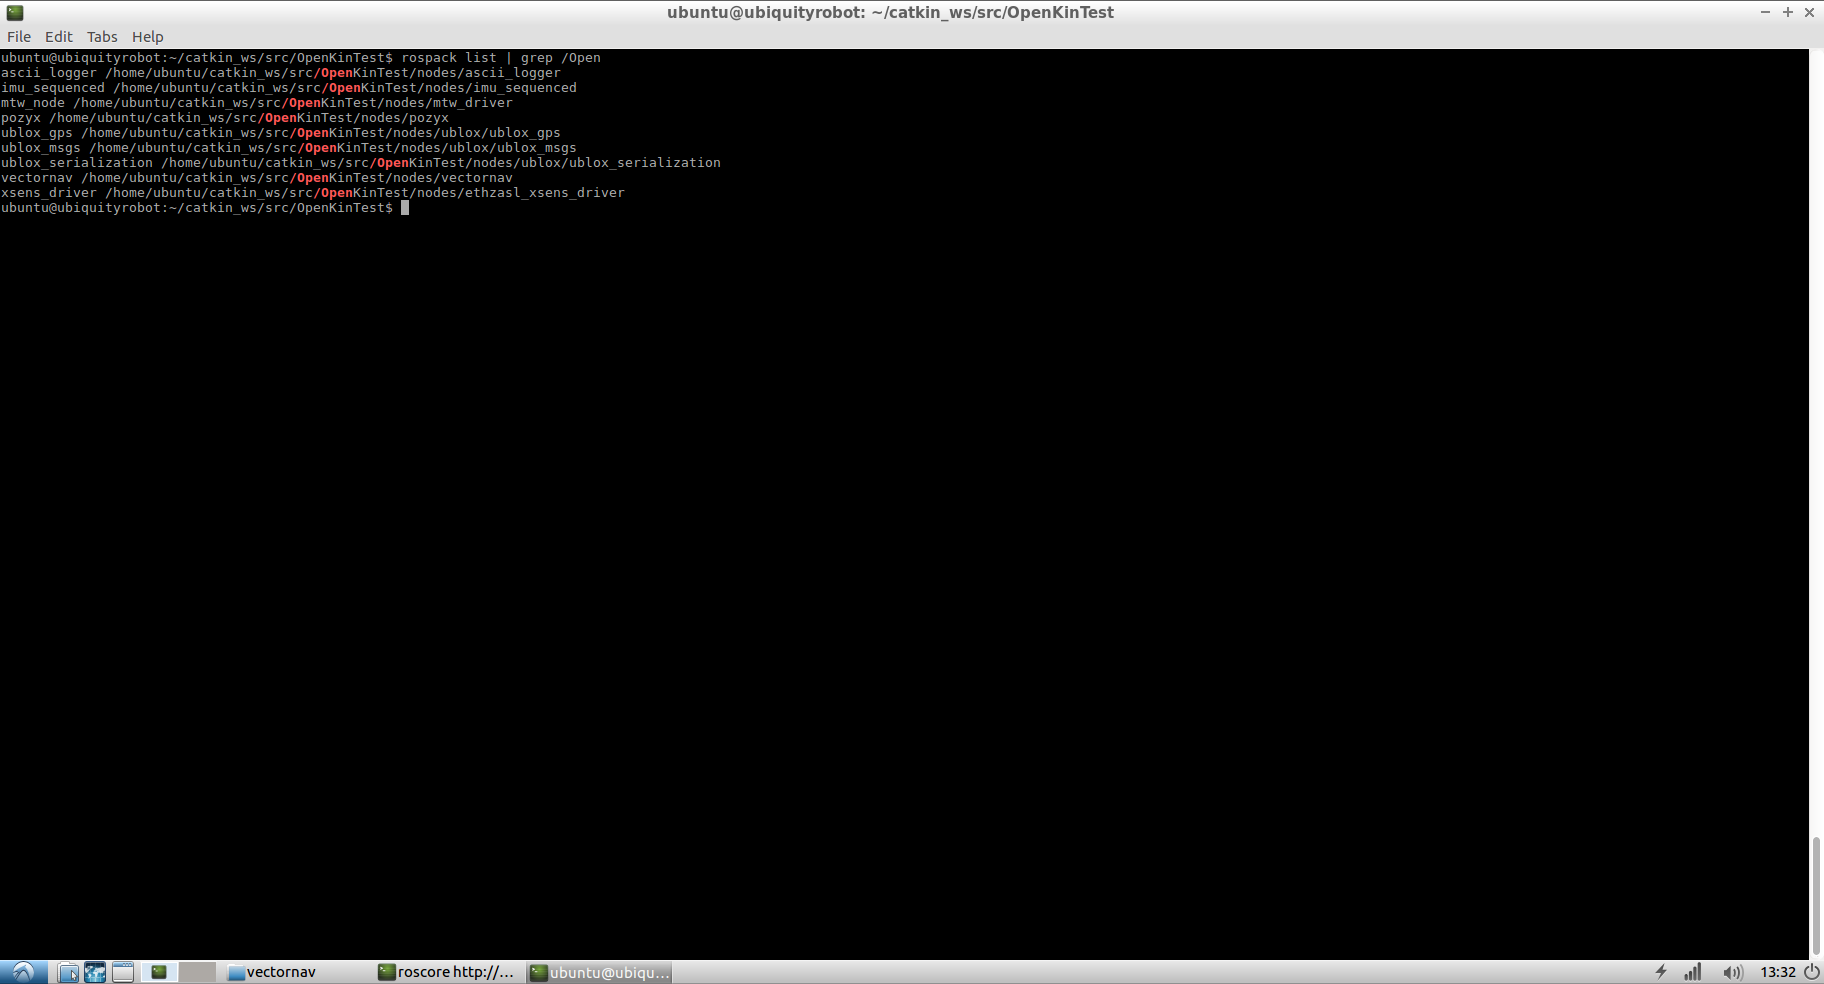 ubuntu@ubiquityrobot: ~/catkin_ws/src/OpenKinTest
File Edit Tabs Help
ubuntu@ubiquityrobot:~/catkin_ws/src/OpenKinTest$ rospack list | grep /Open
ascii_logger /home/ubuntu/catkin_ws/src/OpenKinTest/nodes/ascii_logger
imu_sequenced /home/ubuntu/catkin_ws/src/OpenKinTest/nodes/imu_sequenced
mtw_node /home/ubuntu/catkin_ws/src/OpenKinTest/nodes/mtw_driver
pozyx /home/ubuntu/catkin_ws/src/OpenKinTest/nodes/pozyx
ublox_gps /home/ubuntu/catkin_ws/src/OpenKinTest/nodes/ublox/ublox_gps
ublox_msgs /home/ubuntu/catkin_ws/src/OpenKinTest/nodes/ublox/ublox_msgs
ublox_serialization /home/ubuntu/catkin_ws/src/OpenKinTest/nodes/ublox/ublox_serialization
vectornav /home/ubuntu/catkin_ws/src/OpenKinTest/nodes/vectornav
xsens_driver /home/ubuntu/catkin_ws/src/OpenKinTest/nodes/ethzasl_xsens_driver
ubuntu@ubiquityrobot:~/catkin_ws/src/OpenKinTest$
vectornav roscore http://... ubuntu@ubiqu... 13:32